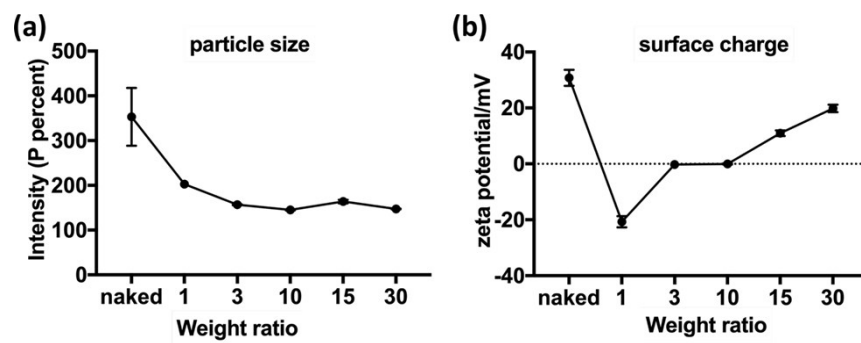 (a)
particle size
Intensity (P percent)
500
400
300
200
100
0
naked 1 3 10 15 30
Weight ratio
(b)
surface charge
zeta potential/mV
40
20
0
-20
-40
naked 1 3 10 15 30
Weight ratio